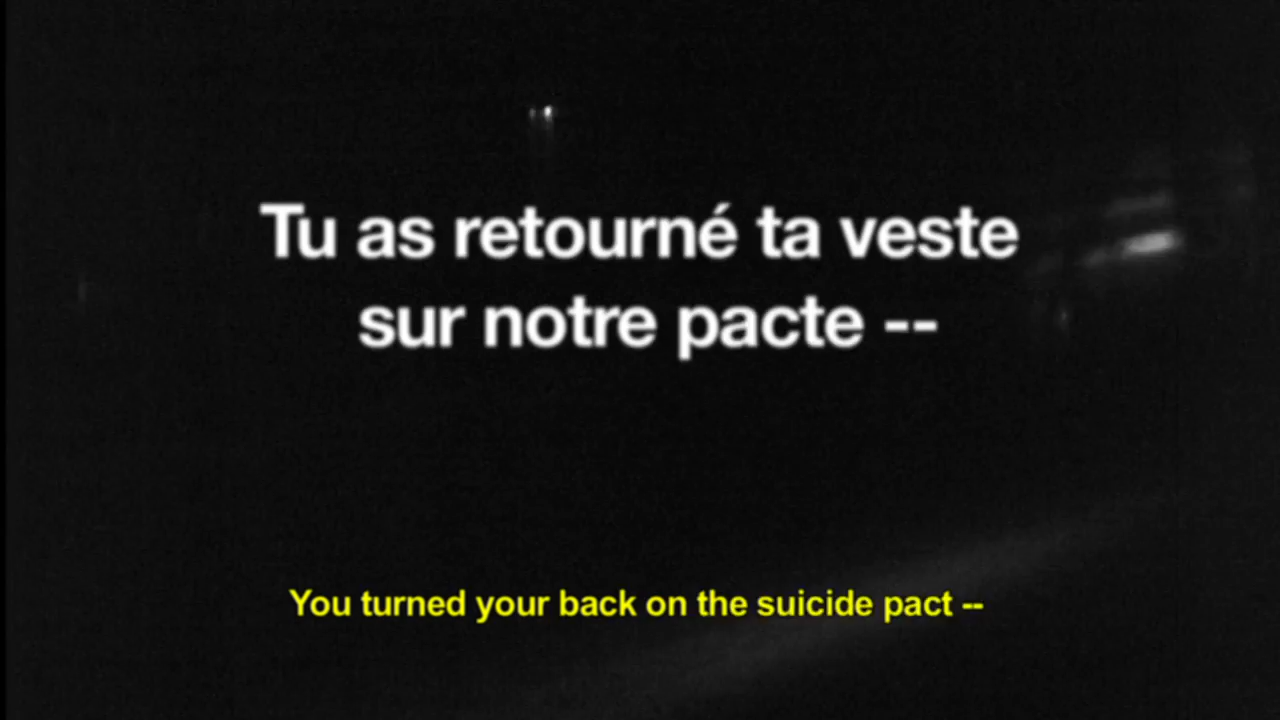 Tu as retourné ta veste
sur notre pacte --
You turned your back on the suicide pact --